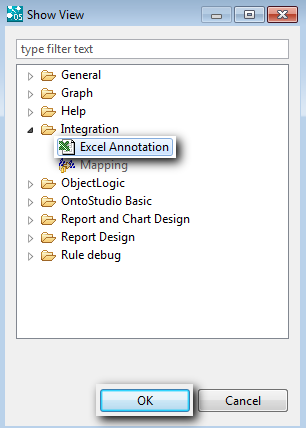 Show View
type filter text
General
Graph
Help
Integration
Excel Annotation
Mapping
ObjectLogic
OntoStudio Basic
Report and Chart Design
Report Design
Rule debug
OK
Cancel